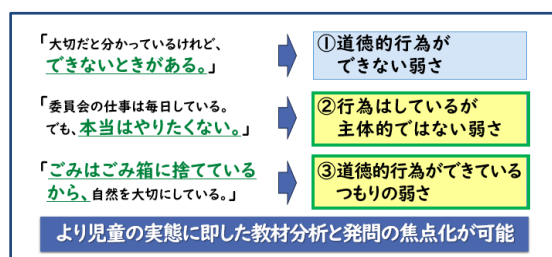 「大切だと分かっているけれど、
できないときがある。」
①道徳的行為が
できない弱さ
「委員会の仕事は毎日している。
でも、本当はやりたくない。」
②行為はしているが
主体的ではない弱さ
「ごみはごみ箱に捨てている
から、自然を大切にしている。」
③道徳的行為ができている
つもりの弱さ
より児童の実態に即した教材分析と発問の焦点化が可能